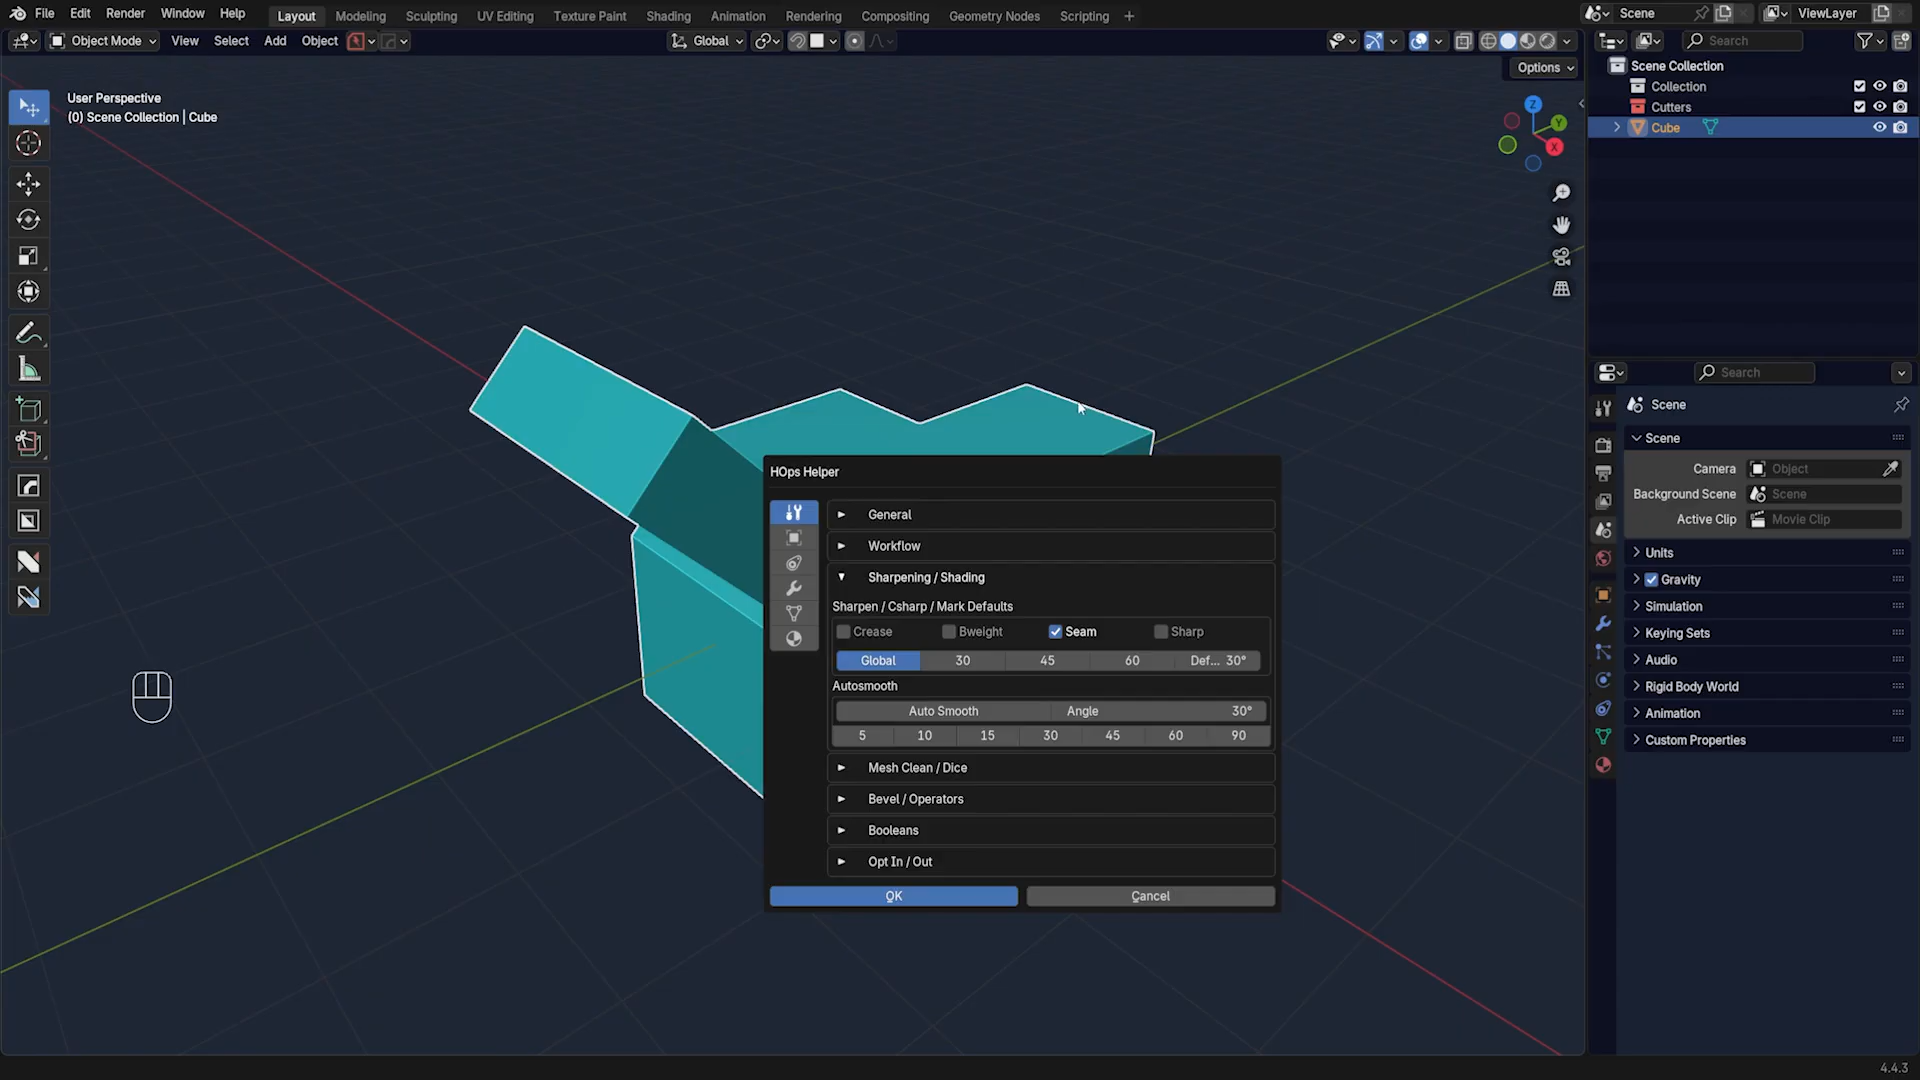 File Edit Render Window Help Layout Modeling Sculpting UV Editing Texture Paint Shading Animation Rendering Compositing Geometry Nodes Scripting + Scene ViewLayer
Object Mode View Select Add Object Global Search
Options
User Perspective
(0) Scene Collection | Cube
Z
Y
X
Scene Collection
Collection
Cutters
Cube
Search
Scene
Scene
Camera Object
Background Scene Scene
Active Clip Movie Clip
Units
Gravity
Simulation
Keying Sets
Audio
Rigid Body World
Animation
Custom Properties
HOps Helper
General
Workflow
Sharpening / Shading
Sharpen / Csharp / Mark Defaults
Crease Bweight Seam Sharp
Global 30 45 60 Def... 30°
Autosmooth
Auto Smooth Angle 30°
5 10 15 30 45 60 90
Mesh Clean / Dice
Bevel / Operators
Booleans
Opt In / Out
OK Cancel
4.4.3